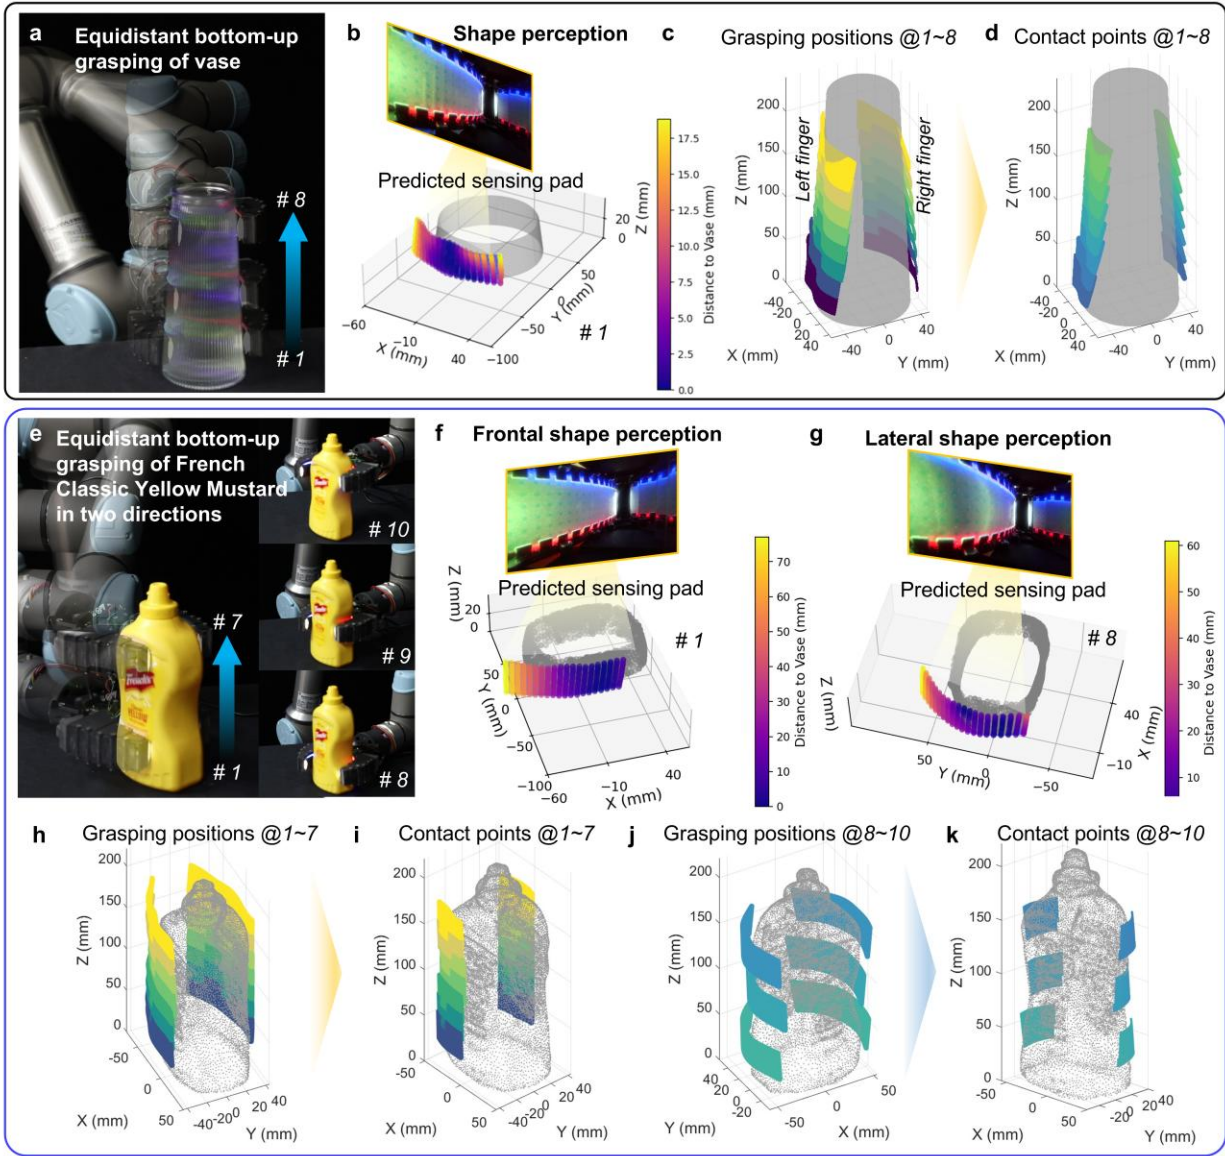 a Equidistant bottom-up
grasping of vase
# 8
# 1
b Shape perception
Predicted sensing pad
Z (mm)
20
0
50
0
−50
−100
Y (mm)
−60
−10
40
X (mm)
# 1
17.5
15.0
12.5
10.0
7.5
5.0
2.5
0.0
Distance to Vase (mm)
c Grasping positions @1~8
Left finger
Right finger
Z (mm)
200
150
100
50
0
-40
-20
0
20
40
X (mm)
-40
0
40
Y (mm)
d Contact points @1~8
Z (mm)
200
150
100
50
0
-40
-20
0
20
40
X (mm)
-40
0
40
Y (mm)
e Equidistant bottom-up
grasping of French
Classic Yellow Mustard
in two directions
# 7
# 1
# 10
# 9
# 8
f Frontal shape perception
Predicted sensing pad
Z (mm)
20
0
50
0
−50
−100
Y (mm)
−60
−10
40
X (mm)
# 1
70
60
50
40
30
20
10
0
Distance to Vase (mm)
g Lateral shape perception
Predicted sensing pad
# 8
Z (mm)
50
0
−50
Y (mm)
40
−10
X (mm)
60
50
40
30
20
10
Distance to Vase (mm)
h Grasping positions @1~7
Z (mm)
200
150
100
50
0
-50
0
50
X (mm)
-40
-20
0
20
40
Y (mm)
i Contact points @1~7
Z (mm)
200
150
100
50
0
-50
0
50
X (mm)
-40
-20
0
20
40
Y (mm)
j Grasping positions @8~10
Z (mm)
200
150
100
50
0
40
20
0
-20
Y (mm)
-50
0
50
X (mm)
k Contact points @8~10
Z (mm)
200
150
100
50
0
-50
0
50
X (mm)
-20
0
20
40
Y (mm)